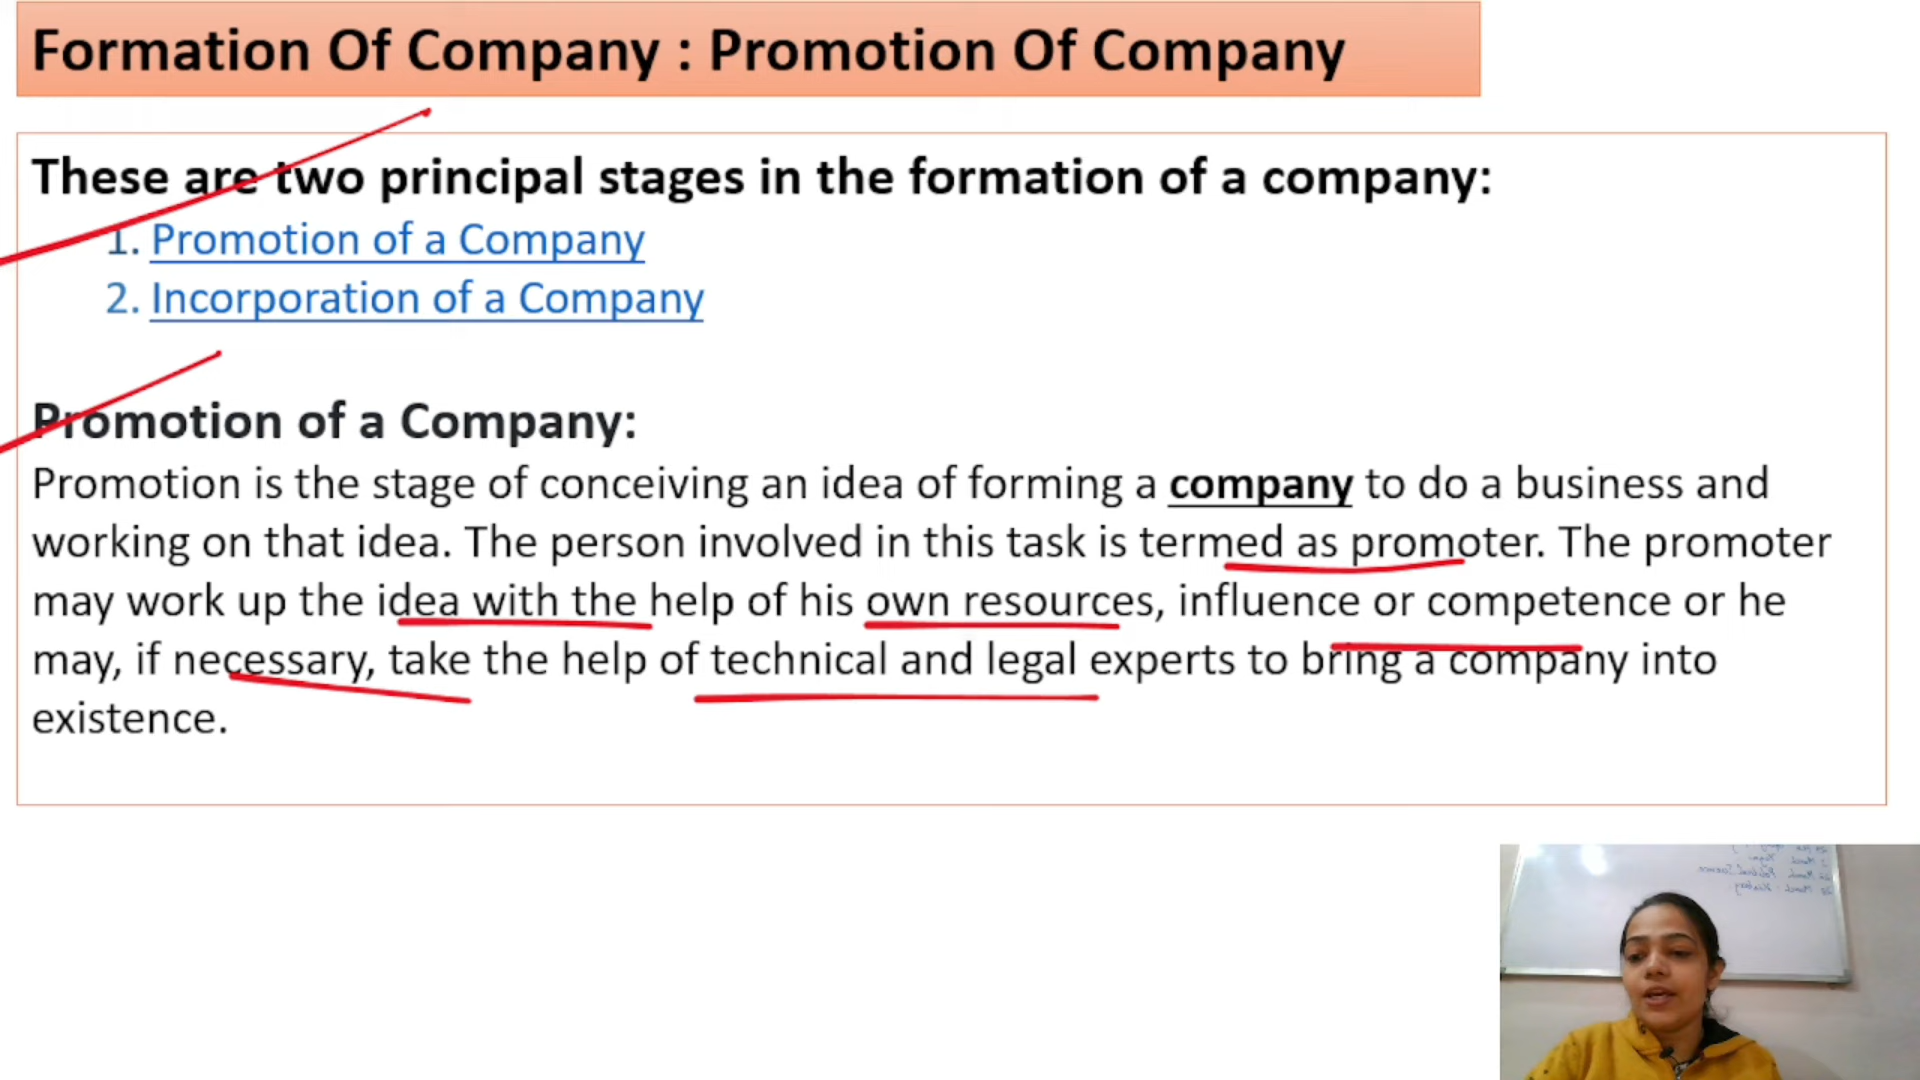 Formation Of Company : Promotion Of Company
These are two principal stages in the formation of a company:
1. Promotion of a Company
2. Incorporation of a Company
Promotion of a Company:
Promotion is the stage of conceiving an idea of forming a company to do a business and
working on that idea. The person involved in this task is termed as promoter. The promoter
may work up the idea with the help of his own resources, influence or competence or he
may, if necessary, take the help of technical and legal experts to bring a company into
existence.